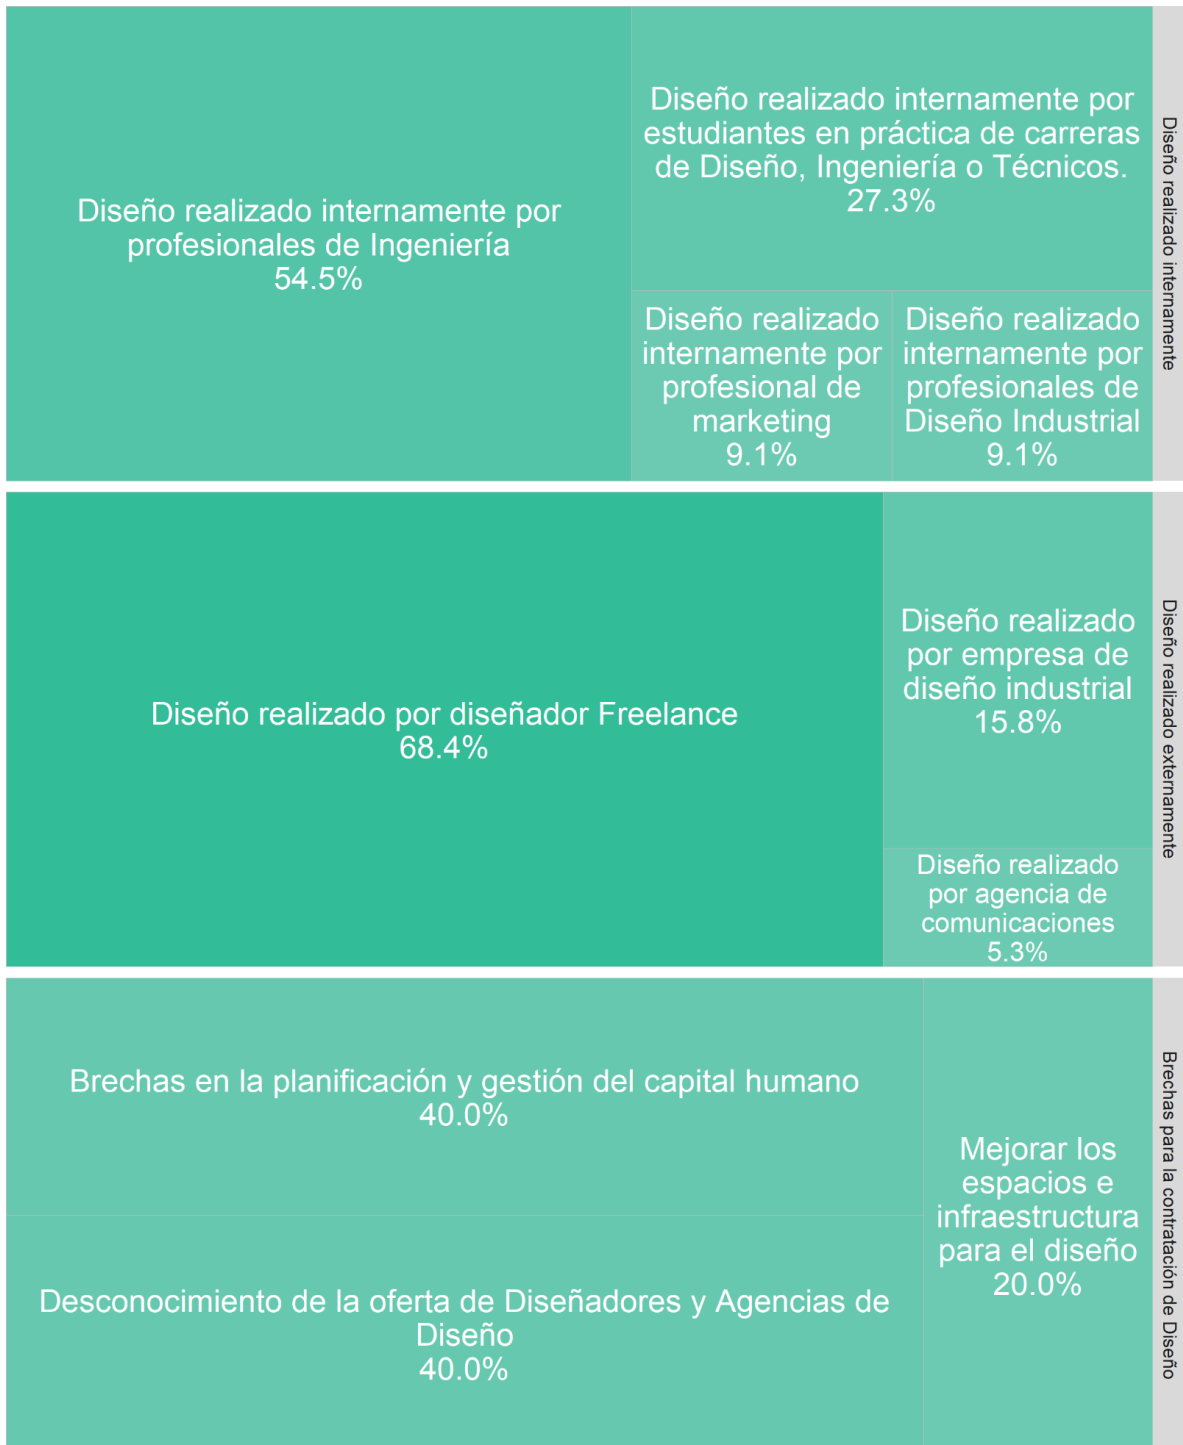 Diseño realizado internamente por
profesionales de Ingeniería
54.5%
Diseño realizado internamente por
estudiantes en práctica de carreras
de Diseño, Ingeniería o Técnicos.
27.3%
Diseño realizado
internamente por
profesional de
marketing
9.1%
Diseño realizado
internamente por
profesionales de
Diseño Industrial
9.1%
Diseño realizado internamente
Diseño realizado por diseñador Freelance
68.4%
Diseño realizado
por empresa de
diseño industrial
15.8%
Diseño realizado
por agencia de
comunicaciones
5.3%
Diseño realizado externamente
Brechas en la planificación y gestión del capital humano
40.0%
Desconocimiento de la oferta de Diseñadores y Agencias de
Diseño
40.0%
Mejorar los
espacios e
infraestructura
para el diseño
20.0%
Brechas para la contratación de Diseño